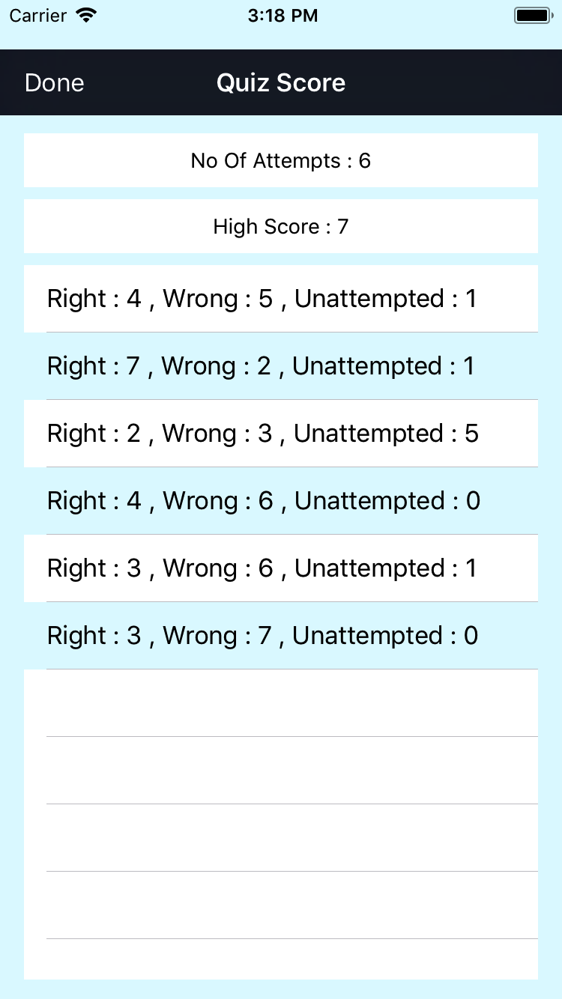 Carrier 3:18 PM
Done Quiz Score
No Of Attempts : 6
High Score : 7
Right : 4 , Wrong : 5 , Unattempted : 1
Right : 7 , Wrong : 2 , Unattempted : 1
Right : 2 , Wrong : 3 , Unattempted : 5
Right : 4 , Wrong : 6 , Unattempted : 0
Right : 3 , Wrong : 6 , Unattempted : 1
Right : 3 , Wrong : 7 , Unattempted : 0